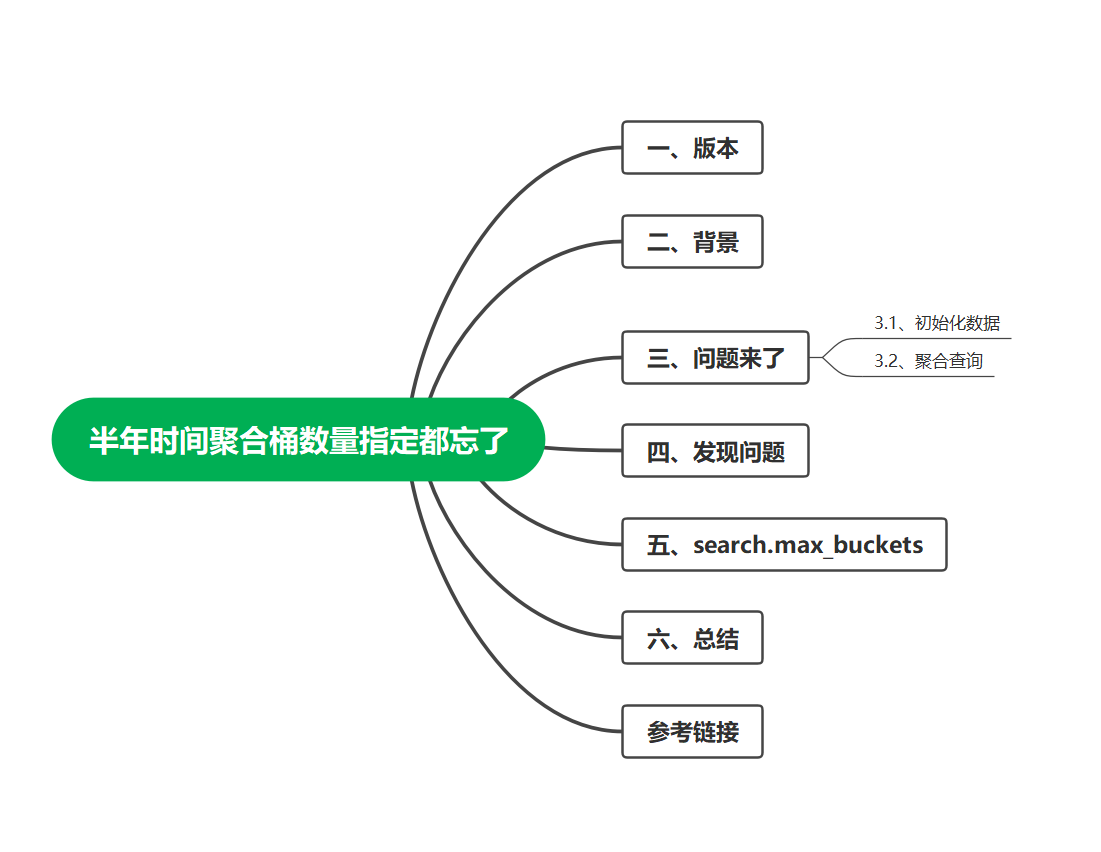 半年时间聚合桶数量指定都忘了
一、版本
二、背景
三、问题来了
3.1、初始化数据
3.2、聚合查询
四、发现问题
五、search.max_buckets
六、总结
参考链接